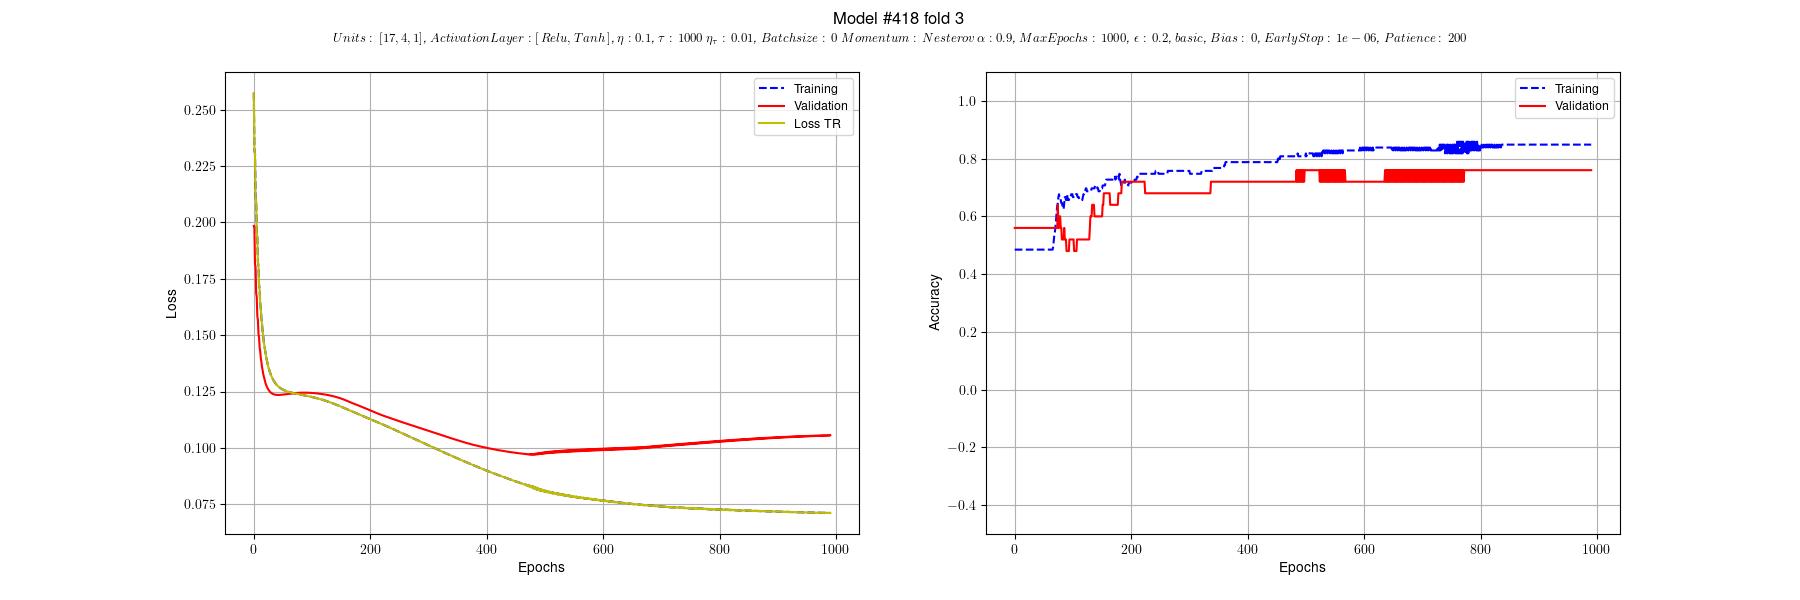 Model #418 fold 3
Units : [17, 4, 1], ActivationLayer : [Relu, Tanh], η : 0.1, τ : 1000 ητ : 0.01, Batchsize : 0 Momentum : Nesterov α : 0.9, MaxEpochs : 1000, ϵ : 0.2, basic, Bias : 0, EarlyStop : 1e − 06, Patience : 200
Loss
0.250
0.225
0.200
0.175
0.150
0.125
0.100
0.075
Training
Validation
Loss TR
0 200 400 600 800 1000
Epochs
Accuracy
1.0
0.8
0.6
0.4
0.2
0.0
−0.2
−0.4
Training
Validation
0 200 400 600 800 1000
Epochs